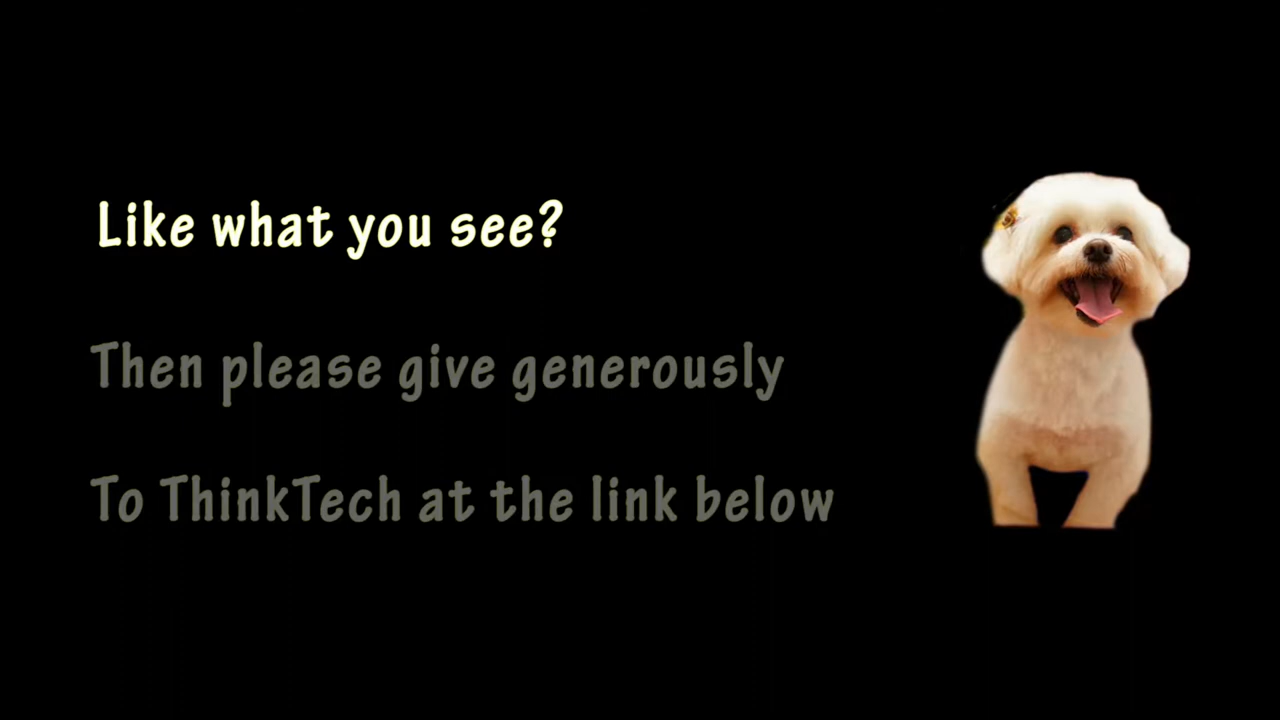 Like what you see?
Then please give generously
To ThinkTech at the link below